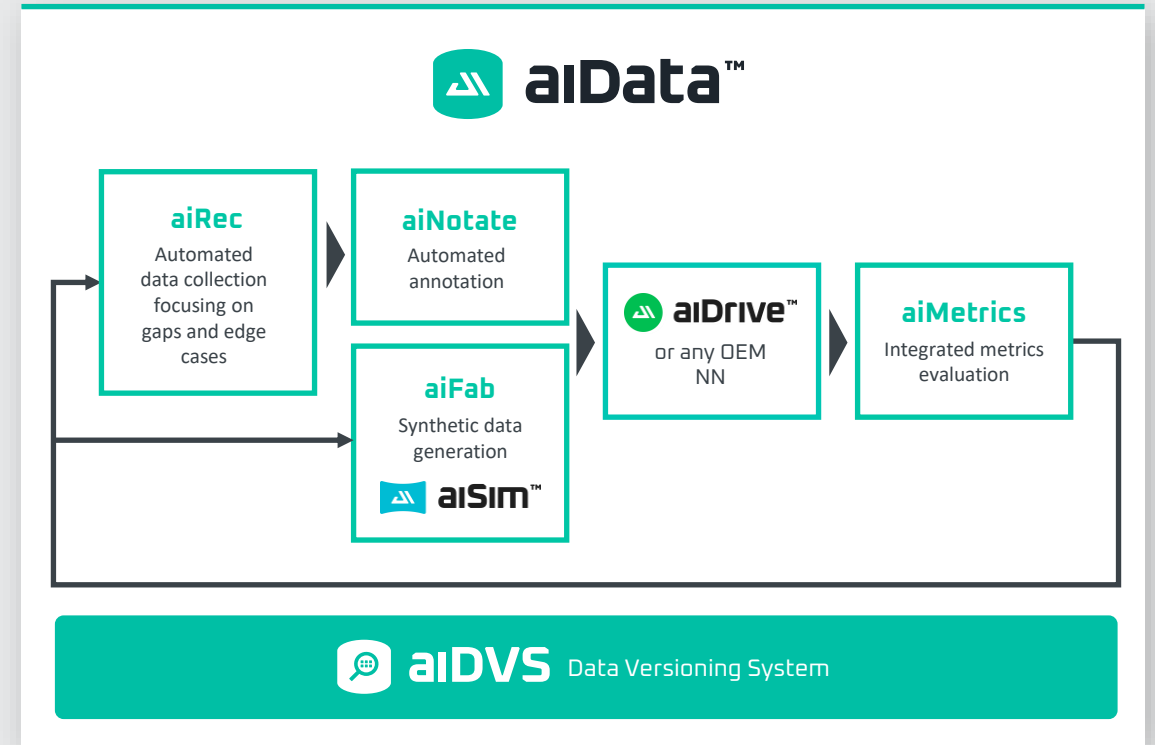 aiData™
aiRec
Automated
data collection
focusing on
gaps and edge
cases
aiNotate
Automated
annotation
aiFab
Synthetic data
generation
aiSim™
aiDrive™
or any OEM
NN
aiMetrics
Integrated metrics
evaluation
aiDVS Data Versioning System